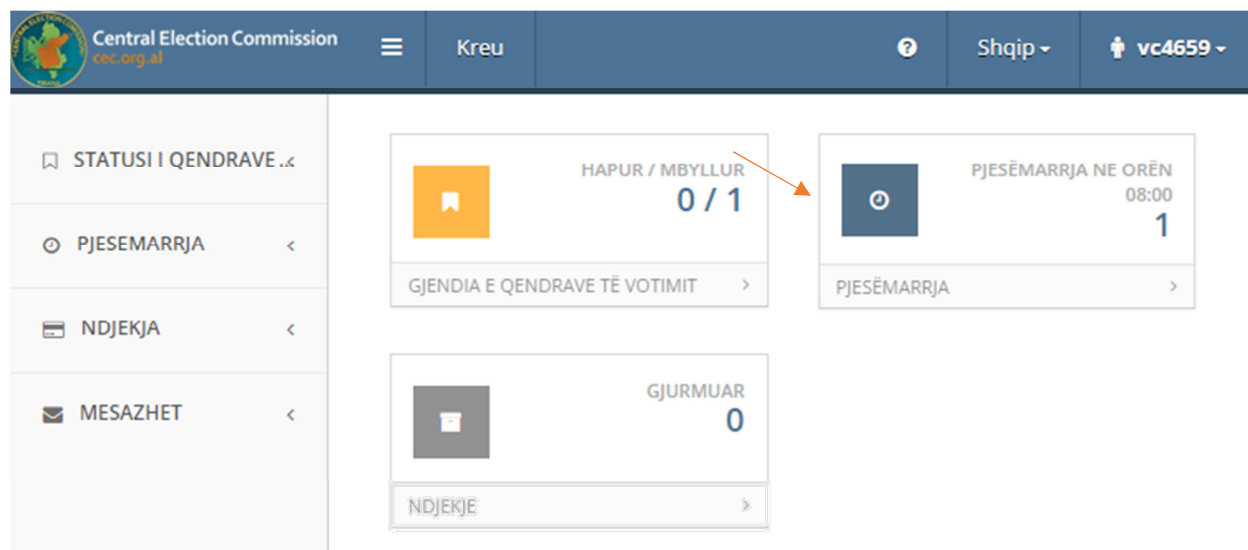 Central Election Commission
cec.org.al
Kreu
Shqip
vc4659
STATUSI I QENDRAVE ..
PJESEMARRJA
NDJEKJA
MESAZHET
HAPUR / MBYLLUR
0 / 1
GJENDIA E QENDRAVE TË VOTIMIT
PJESËMARRJA NE ORËN
08:00
1
PJESËMARRJA
GJURMUAR
0
NDJEKJE